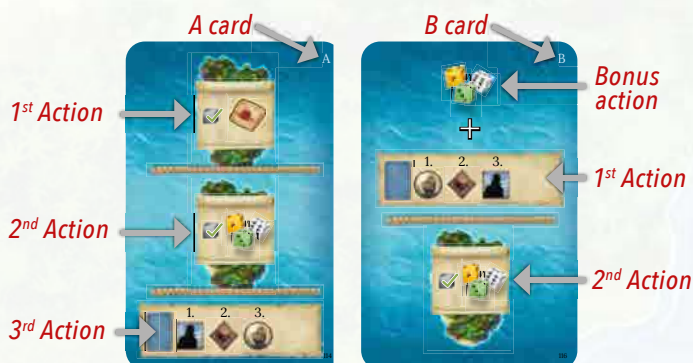 A card
B card
A
B
1st Action
Bonus
action
+
1. 2. 3.
1st Action
2nd Action
2nd Action
3rd Action
1. 2. 3.